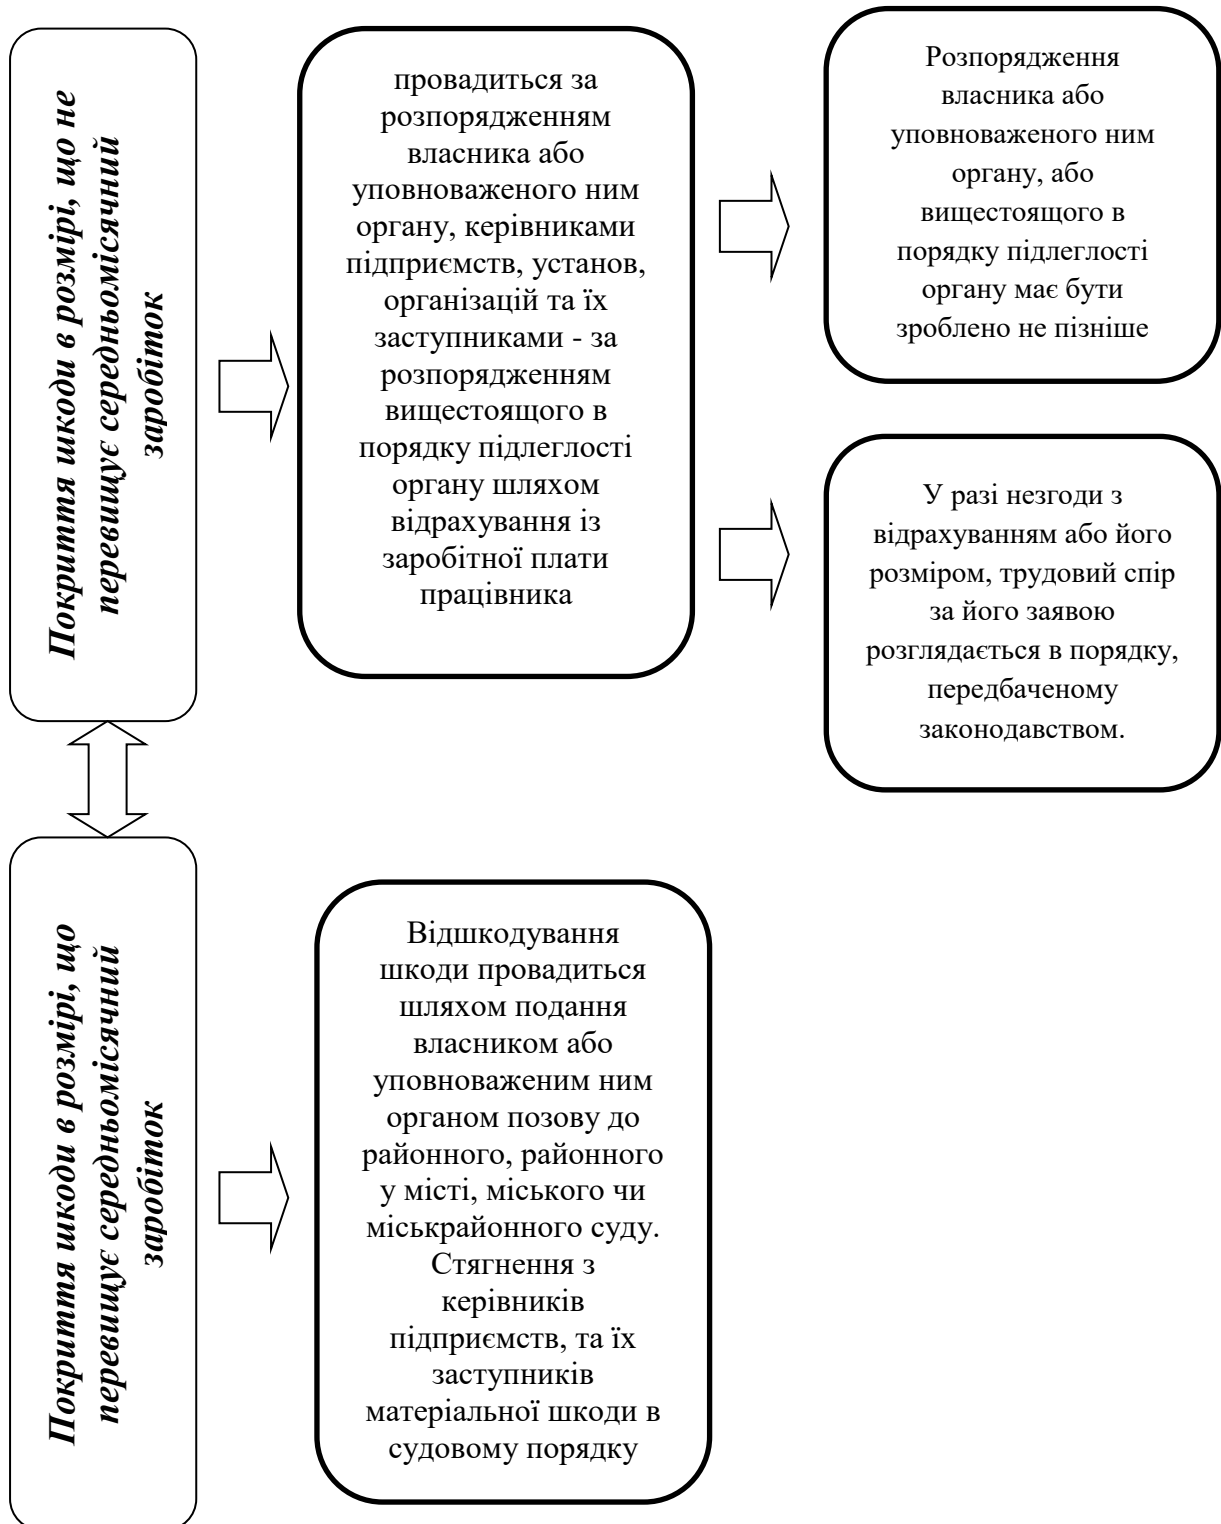 Покриття шкоди в розмірі, що не
перевищує середньомісячний
заробіток
провадиться за
розпорядженням
власника або
уповноваженого ним
органу, керівниками
підприємств, установ,
організацій та їх
заступниками - за
розпорядженням
вищестоящого в
порядку підлеглості
органу шляхом
відрахування із
заробітної плати
працівника
Розпорядження
власника або
уповноваженого ним
органу, або
вищестоящого в
порядку підлеглості
органу має бути
зроблено не пізніше
У разі незгоди з
відрахуванням або його
розміром, трудовий спір
за його заявою
розглядається в порядку,
передбаченому
законодавством.
Покриття шкоди в розмірі, що
перевищує середньомісячний
заробіток
Відшкодування
шкоди провадиться
шляхом подання
власником або
уповноваженим ним
органом позову до
районного, районного
у місті, міського чи
міськрайонного суду.
Стягнення з
керівників
підприємств, та їх
заступників
матеріальної шкоди в
судовому порядку